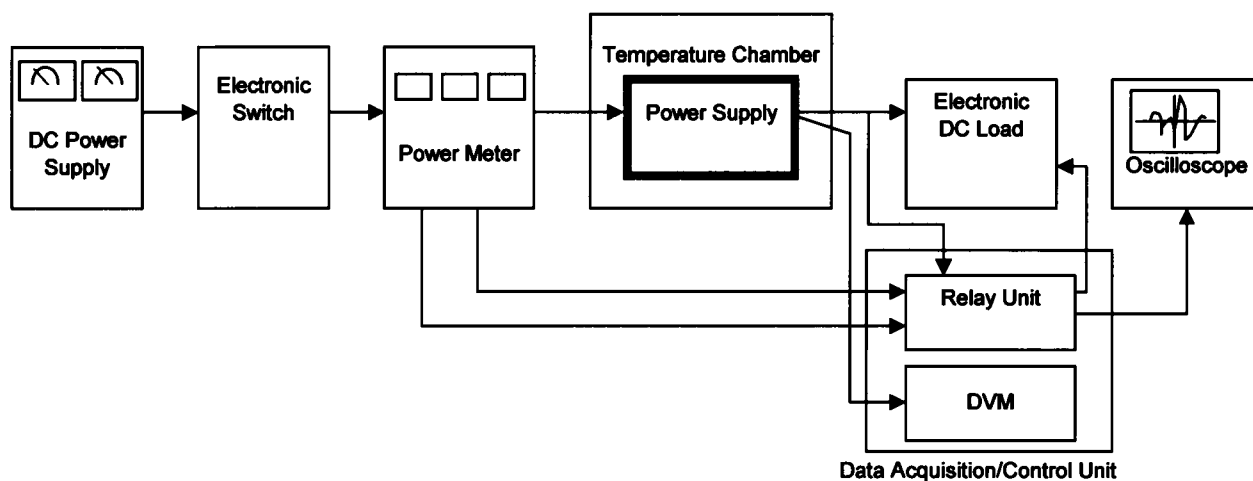 DC Power
Supply
Electronic
Switch
Power Meter
Temperature Chamber
Power Supply
Electronic
DC Load
Oscilloscope
Relay Unit
DVM
Data Acquisition/Control Unit